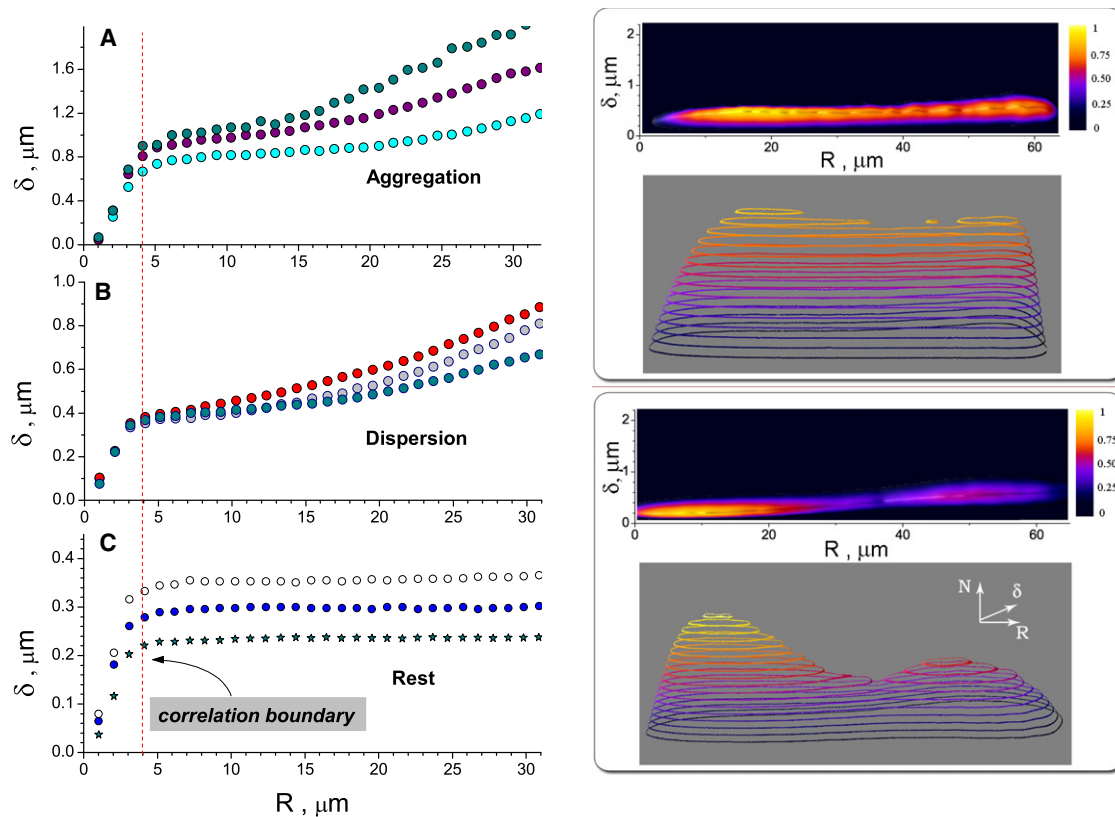 A
1.6
1.2
0.8
0.4
0.0
δ , μm
Aggregation
0 5 10 15 20 25 30
B
1.0
0.8
0.6
0.4
0.2
0.0
δ , μm
Dispersion
0 5 10 15 20 25 30
C
0.4
0.3
0.2
0.1
0.0
δ , μm
Rest
correlation boundary
0 5 10 15 20 25 30
R , μm
2
1
0
δ, μm
20 40 60
R , μm
1
0.75
0.50
0.25
0
2
1
0
δ, μm
0 20 40 60
R , μm
1
0.75
0.50
0.25
0
N
δ
R